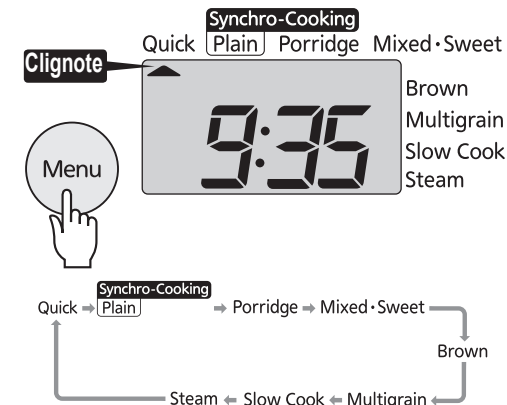 Synchro-Cooking
Quick Plain Porridge Mixed・Sweet
Clignote
Brown
9:35
Multigrain
Slow Cook
Steam
Menu
Synchro-Cooking
Quick → Plain → Porridge → Mixed・Sweet
Brown
Steam ← Slow Cook ← Multigrain